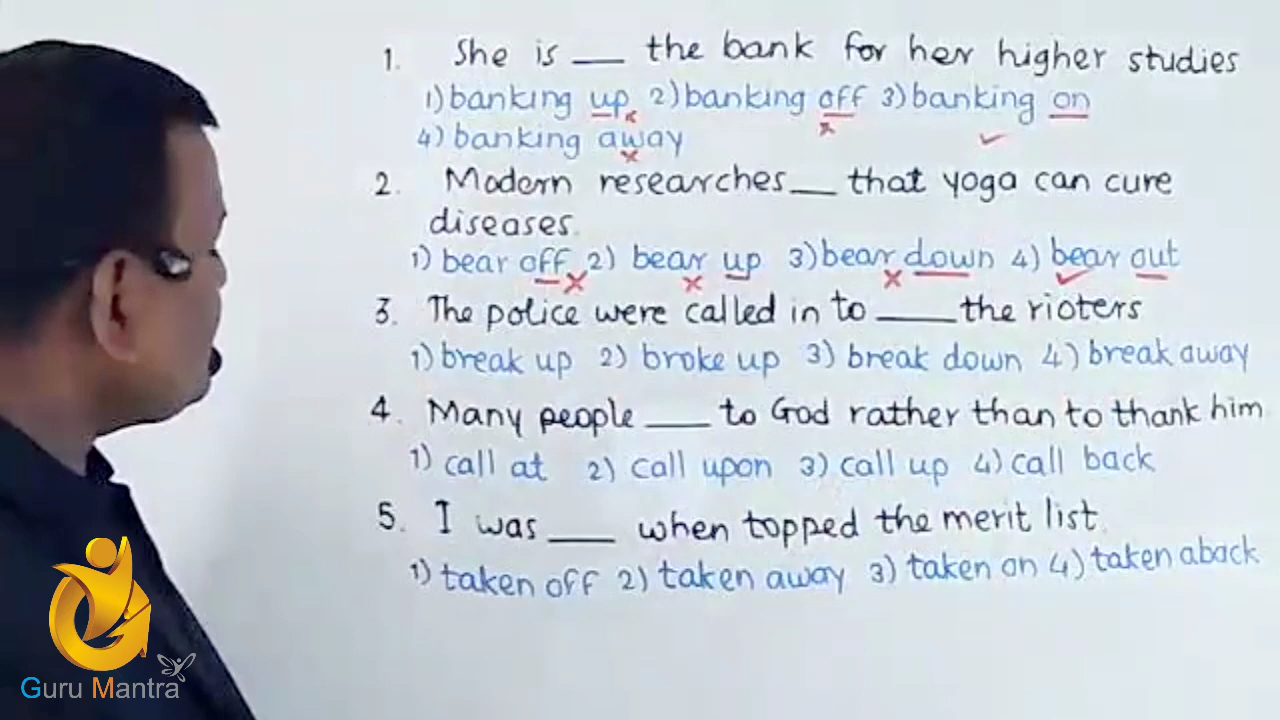 1. She is __ the bank for her higher studies
1) banking up 2) banking off 3) banking on
4) banking away
2. Modern researches __ that yoga can cure
diseases.
1) bear off 2) bear up 3) bear down 4) bear out
3. The police were called in to ___ the rioters
1) break up 2) broke up 3) break down 4) break away
4. Many people ___ to God rather than to thank him
1) call at 2) call upon 3) call up 4) call back
5. I was ___ when topped the merit list.
1) taken off 2) taken away 3) taken on 4) taken aback
Guru Mantra